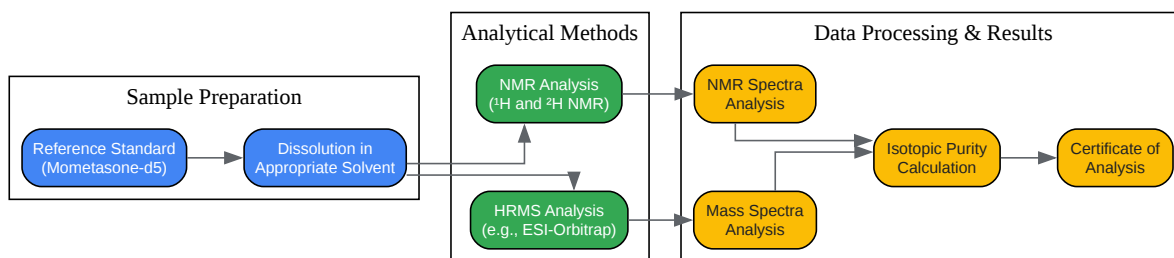 Sample Preparation
Reference Standard
(Mometasone-d5)
Dissolution in
Appropriate Solvent
Analytical Methods
NMR Analysis
(¹H and ²H NMR)
HRMS Analysis
(e.g., ESI-Orbitrap)
Data Processing & Results
NMR Spectra
Analysis
Mass Spectra
Analysis
Isotopic Purity
Calculation
Certificate of
Analysis